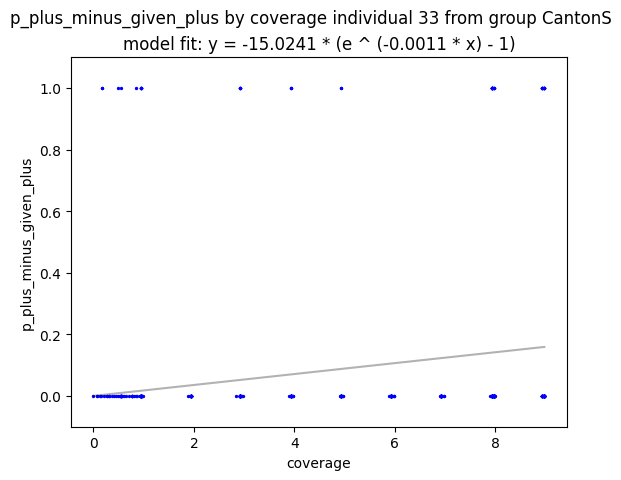 p_plus_minus_given_plus by coverage individual 33 from group CantonS
model fit: y = -15.0241 * (e ^ (-0.0011 * x) - 1)
1.0
0.8
0.6
0.4
0.2
0.0
p_plus_minus_given_plus
0 2 4 6 8
coverage